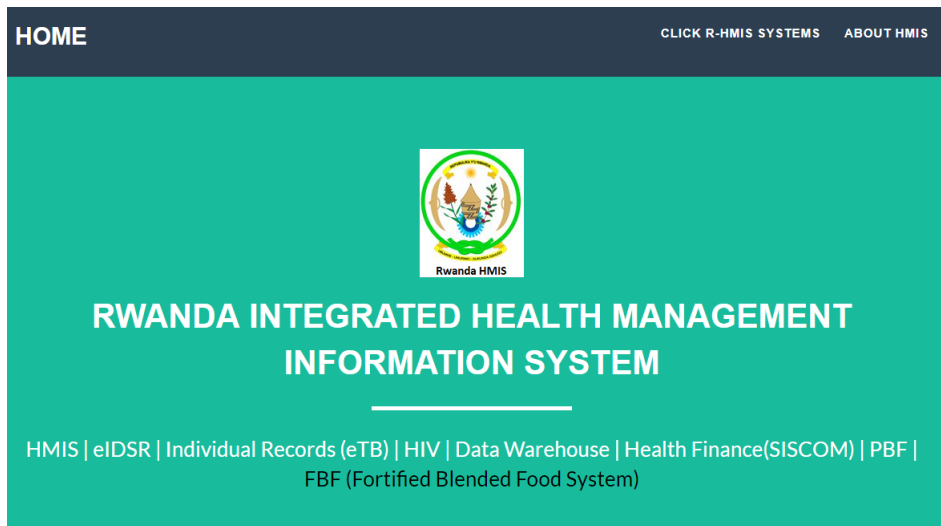 HOME
CLICK R-HMIS SYSTEMS
ABOUT HMIS
Rwanda HMIS
RWANDA INTEGRATED HEALTH MANAGEMENT
INFORMATION SYSTEM
HMIS | eIDSR | Individual Records (eTB) | HIV | Data Warehouse | Health Finance(SISCOM) | PBF |
FBF (Fortified Blended Food System)